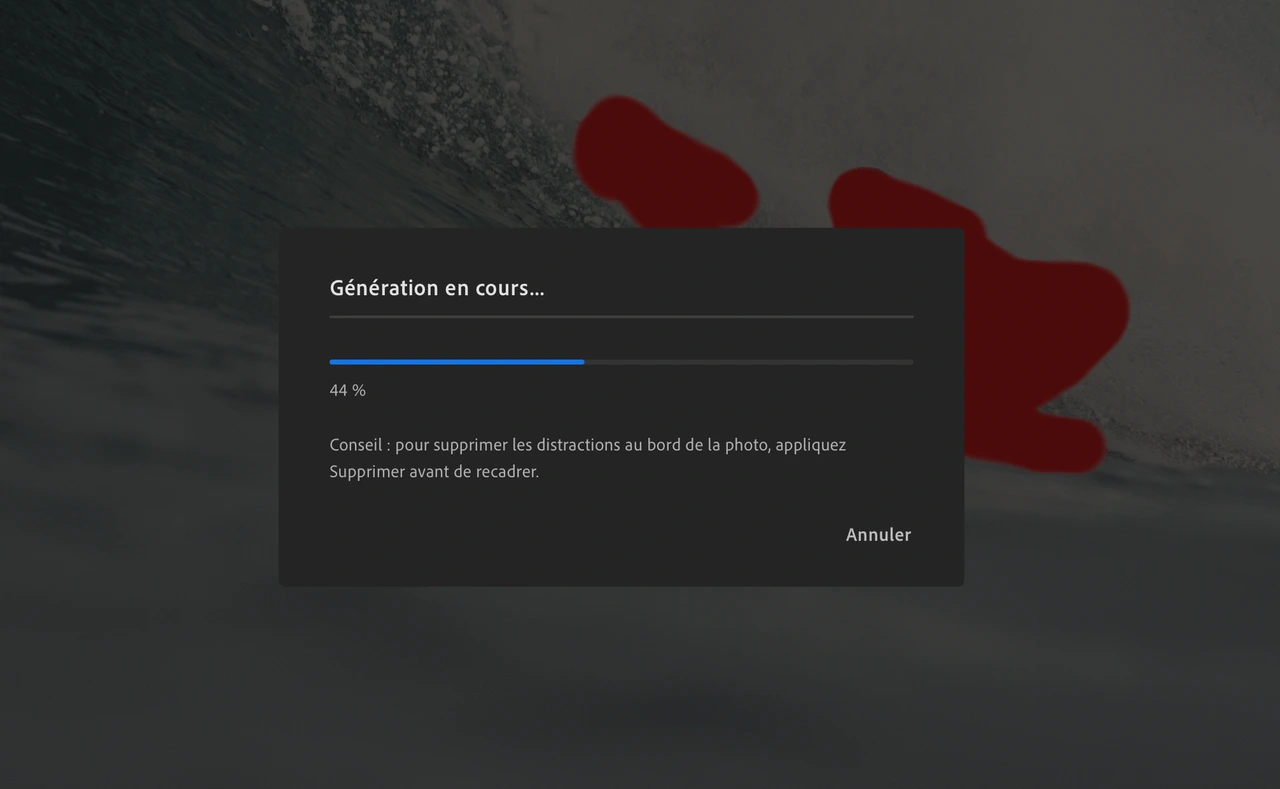 Génération en cours...
44 %
Conseil : pour supprimer les distractions au bord de la photo, appliquez
Supprimer avant de recadrer.
Annuler